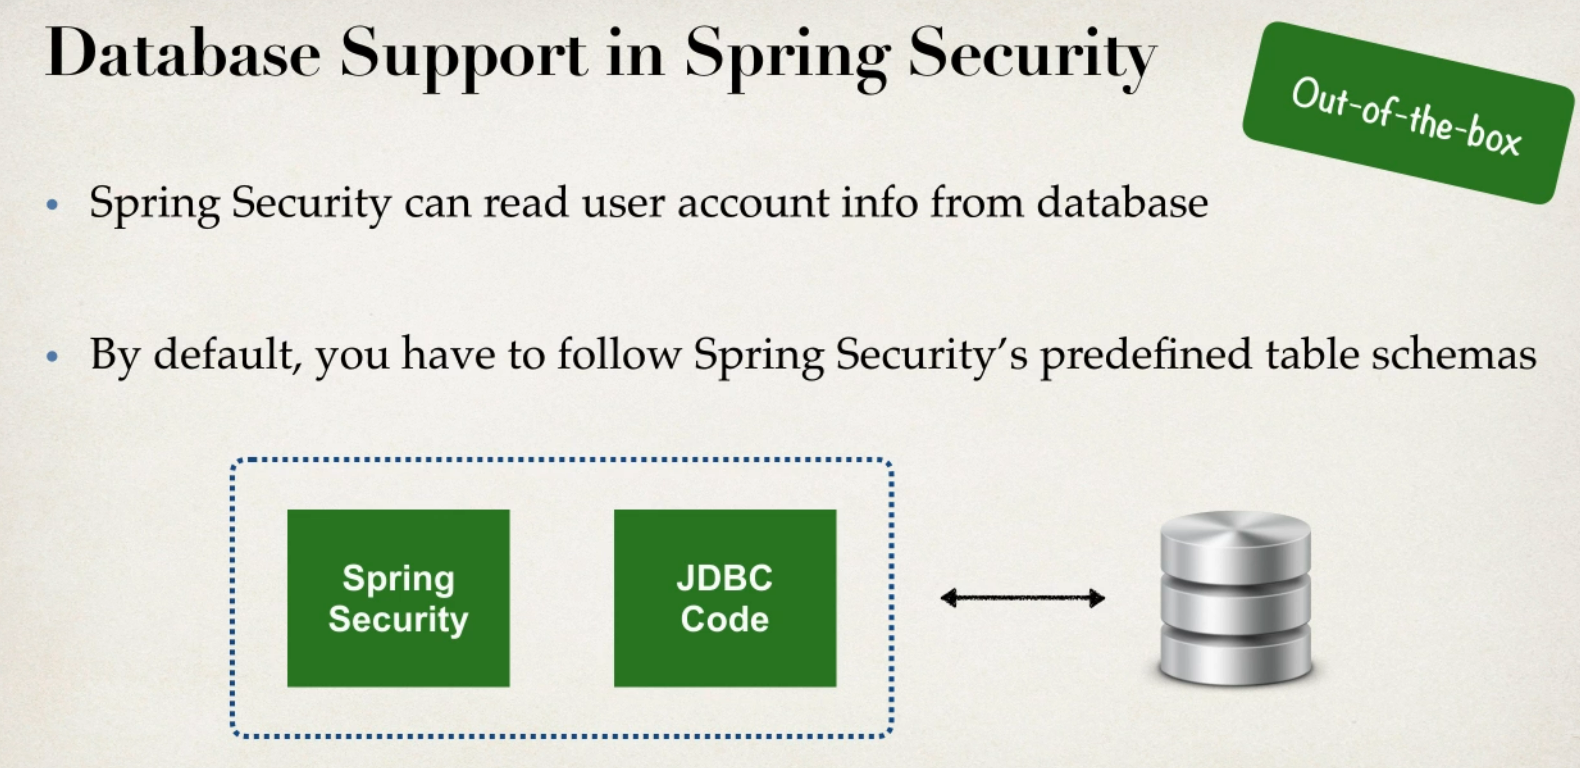 Database Support in Spring Security
Out-of-the-box
• Spring Security can read user account info from database
• By default, you have to follow Spring Security’s predefined table schemas
Spring
Security
JDBC
Code